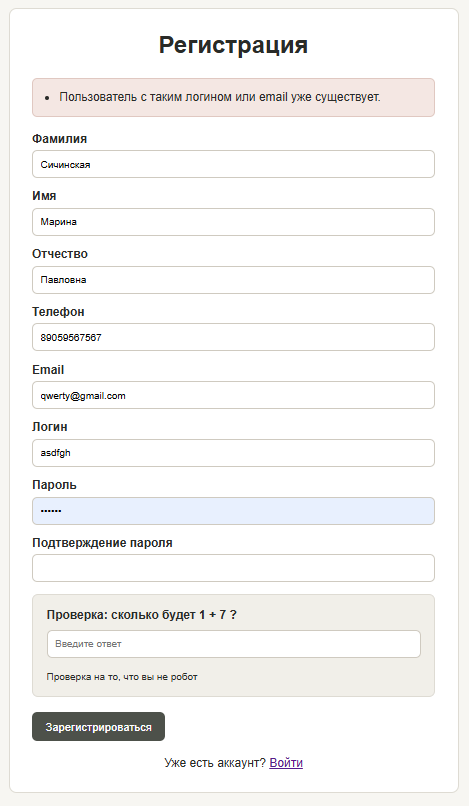 Регистрация
• Пользователь с таким логином или email уже существует.
Фамилия
Сичинская
Имя
Марина
Отчество
Павловна
Телефон
89059567567
Email
qwerty@gmail.com
Логин
asdfgh
Пароль
••••••
Подтверждение пароля
Проверка: сколько будет 1 + 7 ?
Введите ответ
Проверка на то, что вы не робот
Зарегистрироваться
Уже есть аккаунт? Войти